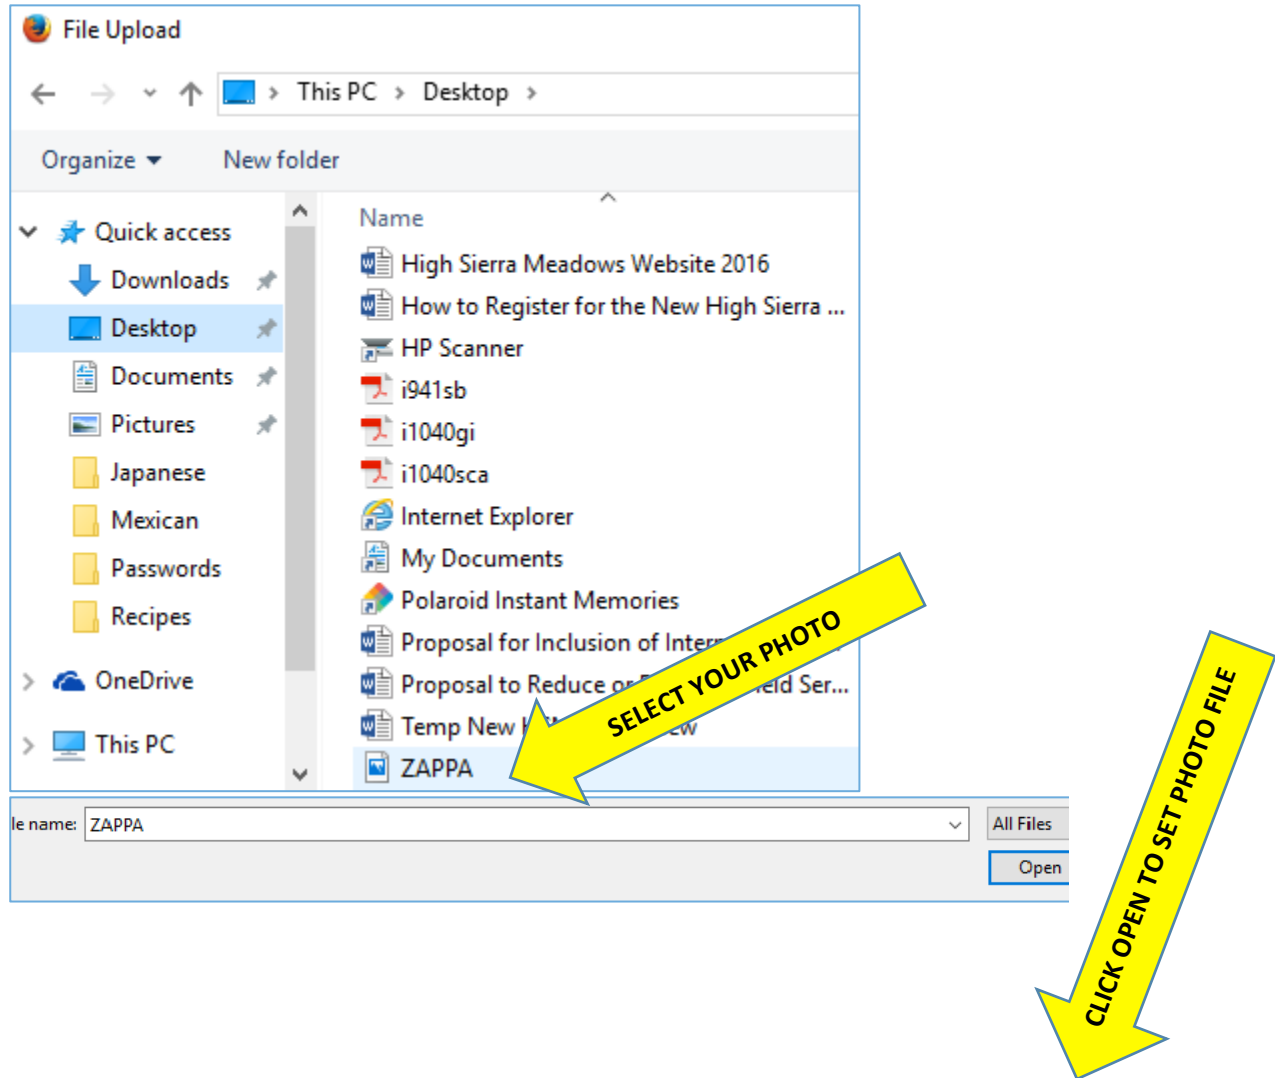 File Upload
This PC > Desktop >
Organize New folder
Name
Quick access
Downloads
Desktop
Documents
Pictures
Japanese
Mexican
Passwords
Recipes
OneDrive
This PC
High Sierra Meadows Website 2016
How to Register for the New High Sierra ...
HP Scanner
i941sb
i1040gi
i1040sca
Internet Explorer
My Documents
Polaroid Instant Memories
Proposal for Inclusion of
Proposal to Reduce or Ser...
Temp New
ZAPPA
SELECT YOUR PHOTO
le name: ZAPPA
All Files
Open
CLICK OPEN TO SET PHOTO FILE